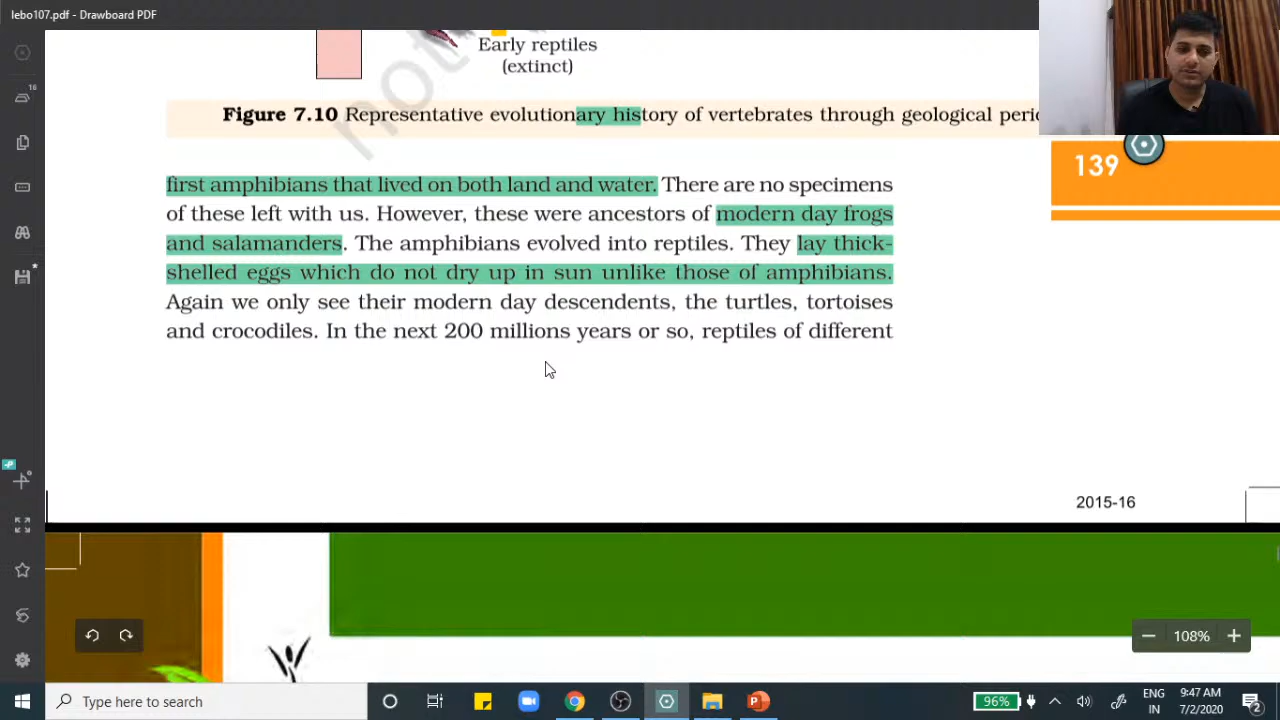 lebo107.pdf - Drawboard PDF
Early reptiles
(extinct)
not
Figure 7.10 Representative evolutionary history of vertebrates through geological
139
first amphibians that lived on both land and water. There are no specimens
of these left with us. However, these were ancestors of modern day frogs
and salamanders. The amphibians evolved into reptiles. They lay thick-
shelled eggs which do not dry up in sun unlike those of amphibians.
Again we only see their modern day descendents, the turtles, tortoises
and crocodiles. In the next 200 millions years or so, reptiles of different
2015-16
108%
Type here to search
96%
ENG
IN
9:47 AM
7/2/2020
2